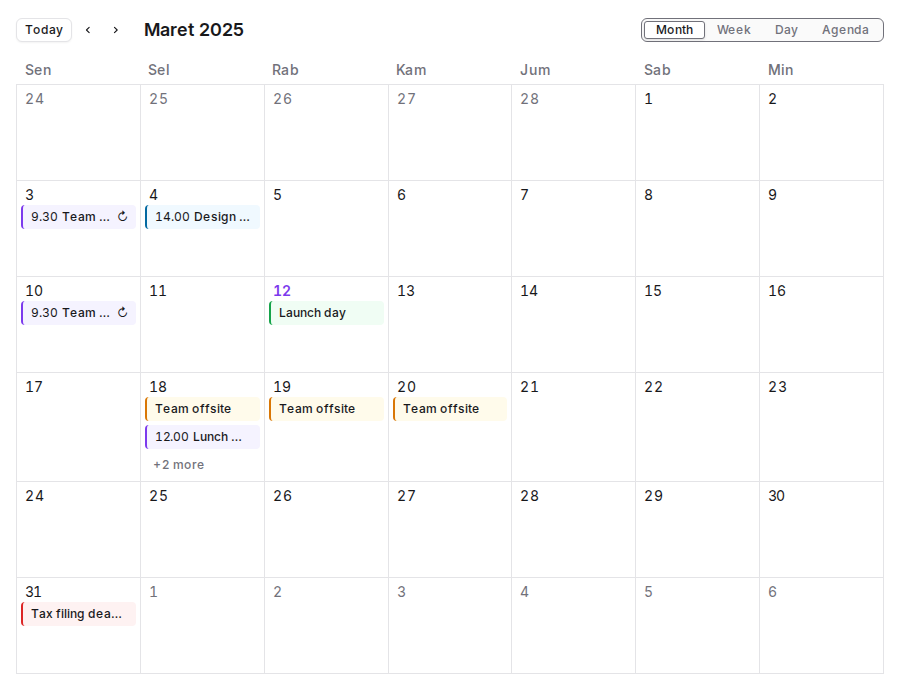 Today ‹ › Maret 2025 Month Week Day Agenda
Sen Sel Rab Kam Jum Sab Min
24 25 26 27 28 1 2
3 4 5 6 7 8 9
9.30 Team ... 14.00 Design ...
10 11 12 13 14 15 16
9.30 Team ... Launch day
17 18 19 20 21 22 23
Team offsite Team offsite Team offsite
12.00 Lunch ...
+2 more
24 25 26 27 28 29 30
31 1 2 3 4 5 6
Tax filing dea...